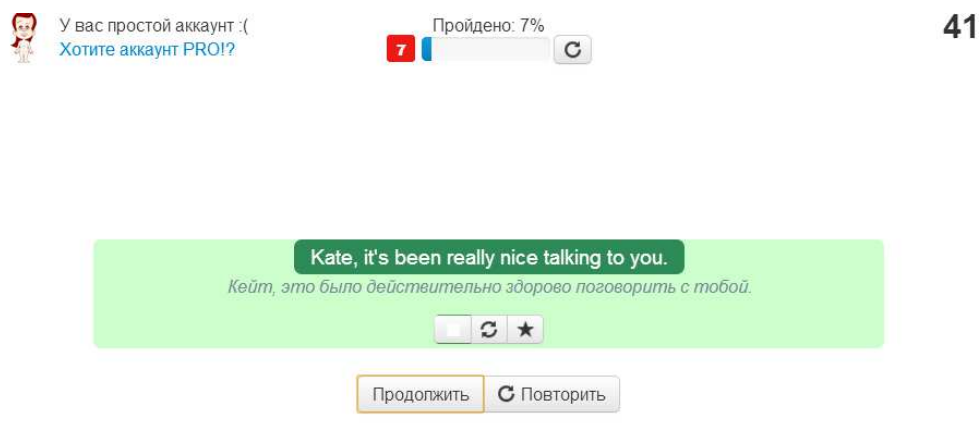 У вас простой аккаунт :(
Хотите аккаунт PRO!?
Пройдено: 7%
7
41
Kate, it's been really nice talking to you.
Кейт, это было действительно здорово поговорить с тобой.
Продолжить
Повторить